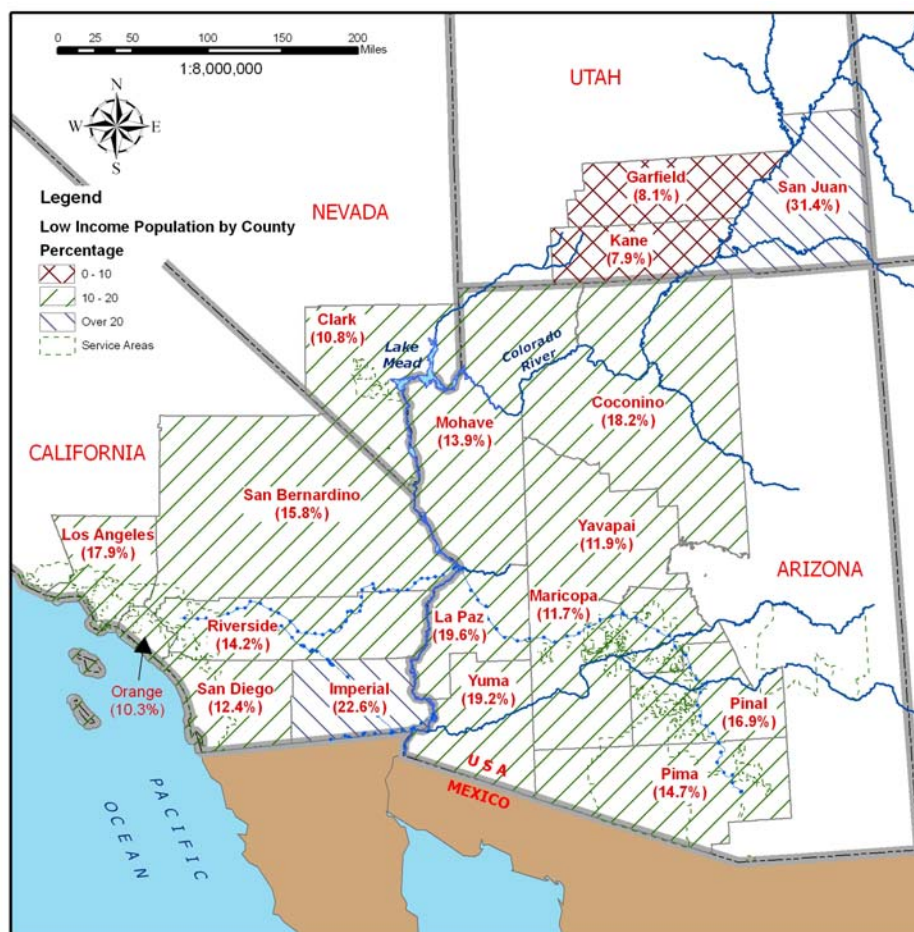 0 25 50 100 150 200
Miles
1:8,000,000
N
W E
S
Legend
Low Income Population by County
Percentage
0 - 10
10 - 20
Over 20
Service Areas
UTAH
NEVADA
CALIFORNIA
ARIZONA
Garfield
(8.1%)
San Juan
(31.4%)
Kane
(7.9%)
Clark
(10.8%)
Lake
Mead
Colorado
River
Mohave
(13.9%)
Coconino
(18.2%)
San Bernardino
(15.8%)
Yavapai
(11.9%)
Los Angeles
(17.9%)
Maricopa
(11.7%)
La Paz
(19.6%)
Riverside
(14.2%)
Orange
(10.3%)
San Diego
(12.4%)
Imperial
(22.6%)
Yuma
(19.2%)
Pinal
(16.9%)
Pima
(14.7%)
USA
MEXICO
PACIFIC
OCEAN